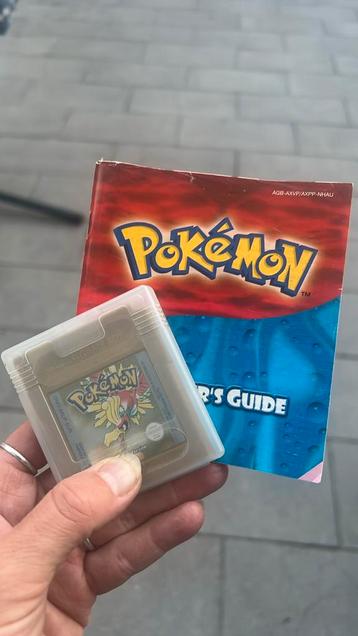 AGB-AXVP/AXPP-NHAU
POKéMON
TM
R'S GUIDE
POKéMON